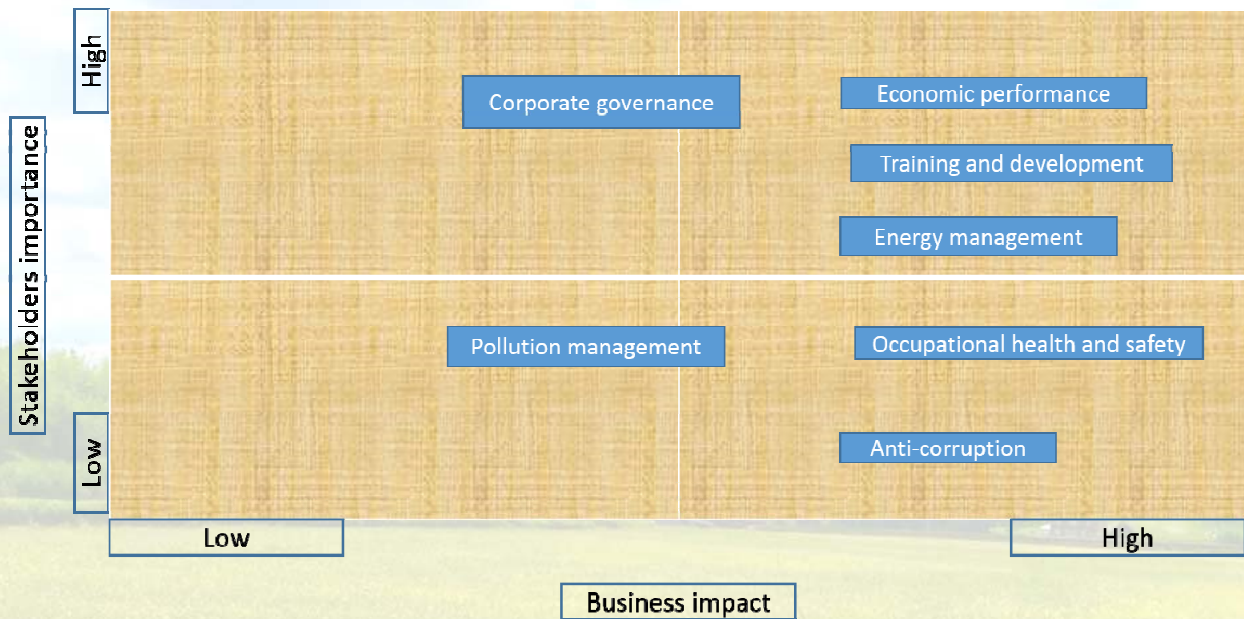 High
Corporate governance
Economic performance
Training and development
Energy management
Stakeholders importance
Pollution management
Occupational health and safety
Low
Anti-corruption
Low
High
Business impact